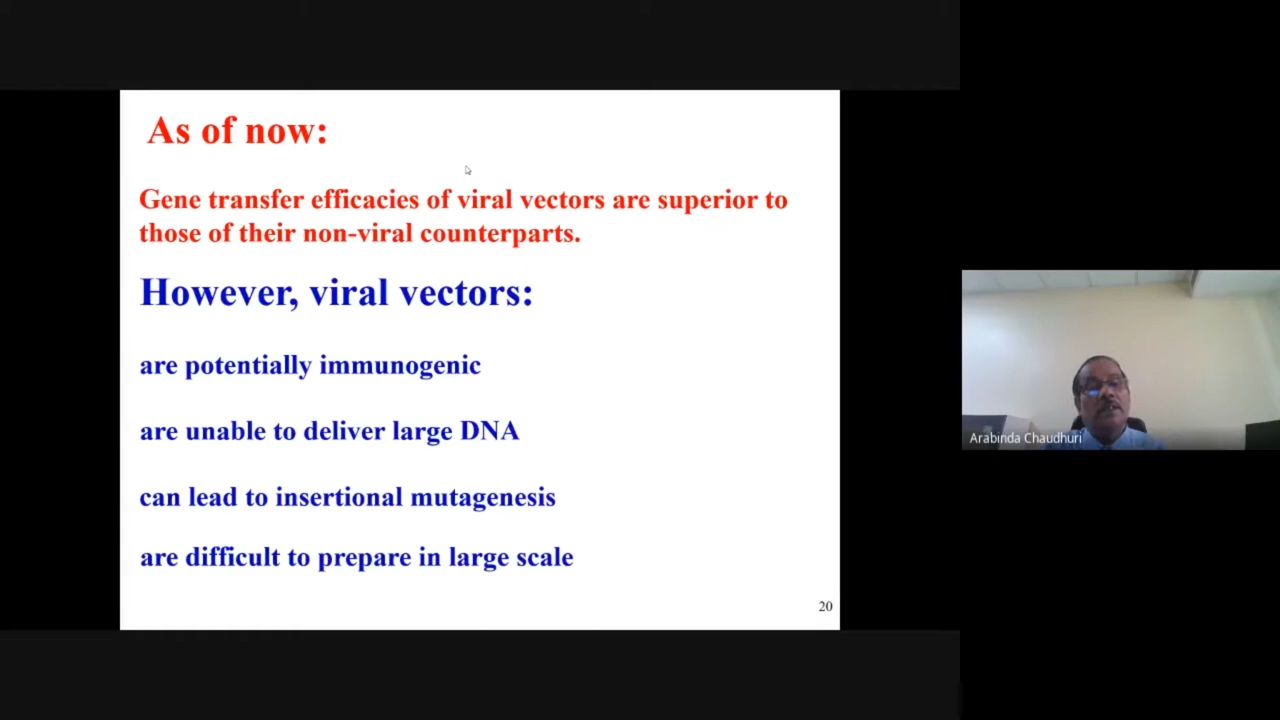 As of now:
Gene transfer efficacies of viral vectors are superior to
those of their non-viral counterparts.
However, viral vectors:
are potentially immunogenic
are unable to deliver large DNA
can lead to insertional mutagenesis
are difficult to prepare in large scale
20
Arabinda Chaudhuri